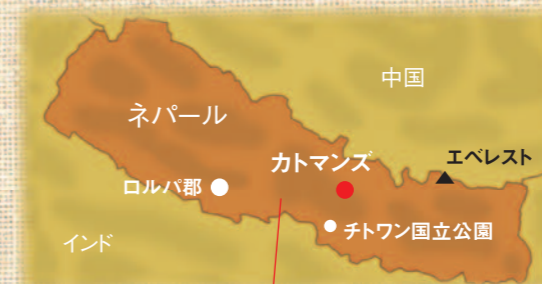 中国
ネパール
エベレスト
カトマンズ
ロルパ郡
チトワン国立公園
インド